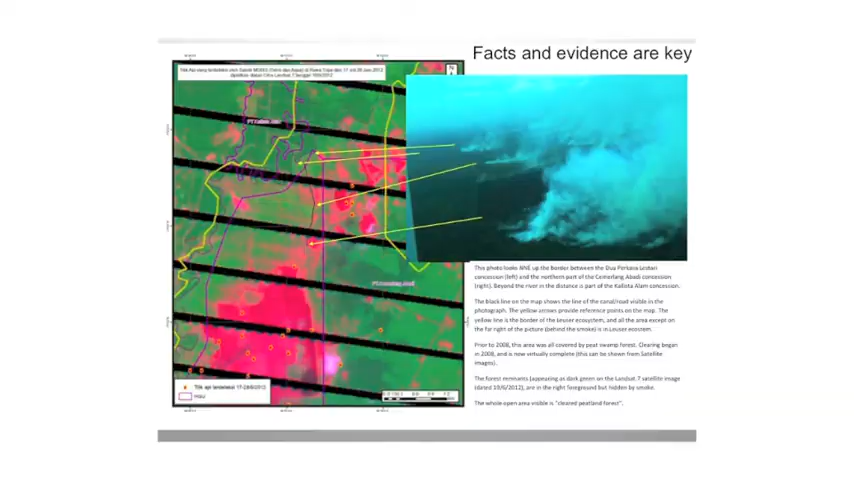 Facts and evidence are key
This photo looks NNE up the Border between the Dua Perkasa Lestari
concession (left) and the northern part of the Cemerlang Abadi concession
(right). Beyond the river in the distance is part of the Kallista Alam concession.
The black line on the map shows the line of the canal/road visible in the
photograph. The yellow arrows provide reference points on the map. The
yellow line is the border of the Leuser ecosystem, and all the area except on
the far right of the picture (behind the smoke) is in Leuser ecosystem.
Prior to 2008, this area was all covered by peat swamp forest. Clearing began
in 2008, and is now virtually complete (this can be shown from Satellite
images).
The forest remnants (appearing as dark green on the Landsat 7 satellite image
(dated 19/6/2012), are in the right foreground but hidden by smoke.
The whole open area visible is "cleared peatland forest".